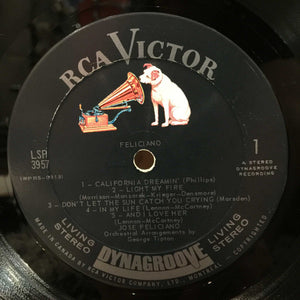 RCA VICTOR
FELICIANO
LSP
3957
1
A STEREO
DYNAGROOVE
RECORDING
1 - CALIFORNIA DREAMIN' (Phillips)
2 - LIGHT MY FIRE
(Morrison-Manzarek-Krieger-Densmore)
3 - DON'T LET THE SUN CATCH YOU CRYING (Marsden)
4 - IN MY LIFE (Lennon-McCartney)
5 - AND I LOVE HER
(Lennon-McCartney)
JOSE FELICIANO
Orchestral Arrangements by
George Tipton
LIVING STEREO
DYNAGROOVE
LIVING STEREO
MADE IN CANADA BY RCA VICTOR COMPANY, LTD., MONTREAL